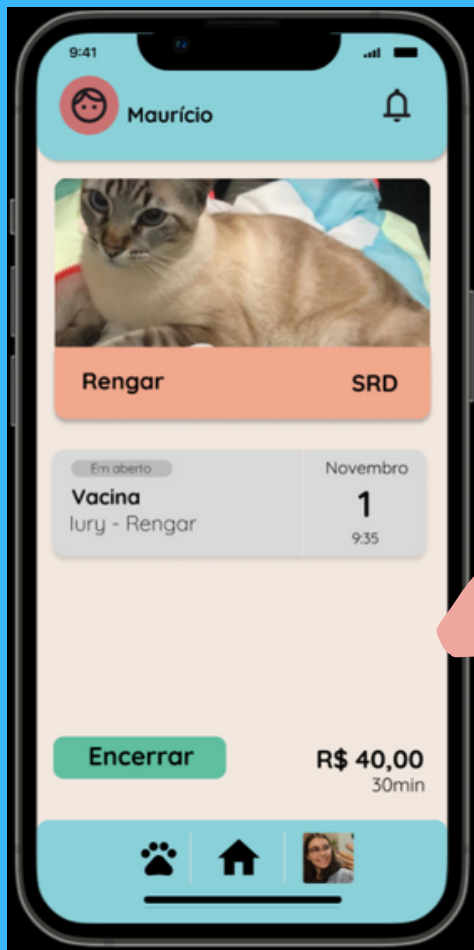 9:41
Maurício
Rengar
SRD
Em aberto
Vacina
Iury - Rengar
Novembro
1
9:35
Encerrar
R$ 40,00
30min